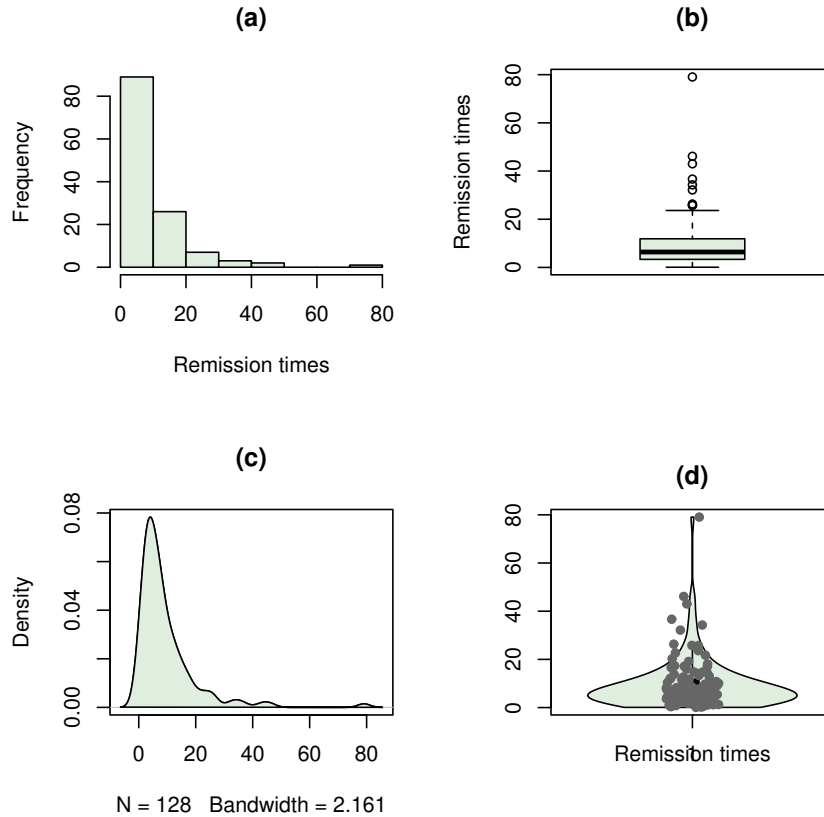 (a)
Frequency
0 20 40 60 80
0 20 40 60 80
Remission times
(b)
Remission times
0 20 40 60 80
(c)
Density
0.00 0.04 0.08
0 20 40 60 80
N = 128 Bandwidth = 2.161
(d)
0 20 40 60 80
1
Remission times